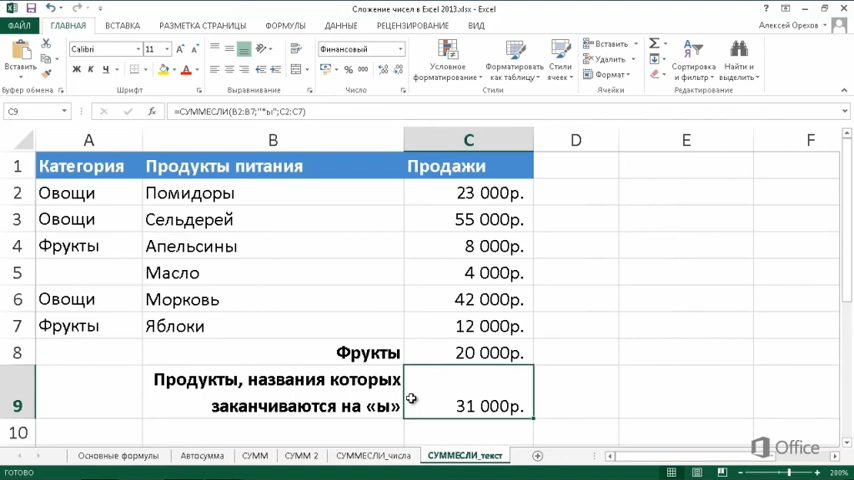 Сложение чисел в Excel 2013.xlsx - Excel
ФАЙЛ ГЛАВНАЯ ВСТАВКА РАЗМЕТКА СТРАНИЦЫ ФОРМУЛЫ ДАННЫЕ РЕЦЕНЗИРОВАНИЕ ВИД Алексей Орехов
Calibri 11 Финансовый
Вставить
Ж К Ч
% 000
Условное форматирование
Форматировать как таблицу
Стили ячеек
Вставить
Удалить
Формат
Сортировка и фильтр
Найти и выделить
Буфер обмена Шрифт Выравнивание Число Стили Ячейки Редактирование
C9 =СУММЕСЛИ(B2:B7;"*ы";C2:C7)
A B C D E F
1 Категория Продукты питания Продажи
2 Овощи Помидоры 23 000р.
3 Овощи Сельдерей 55 000р.
4 Фрукты Апельсины 8 000р.
5 Масло 4 000р.
6 Овощи Морковь 42 000р.
7 Фрукты Яблоки 12 000р.
8 Фрукты 20 000р.
Продукты, названия которых
9 заканчиваются на «ы» 31 000р.
10
Основные формулы Автосумма СУММ СУММ 2 СУММЕСЛИ_числа СУММЕСЛИ_текст
Office
ГОТОВО 200%